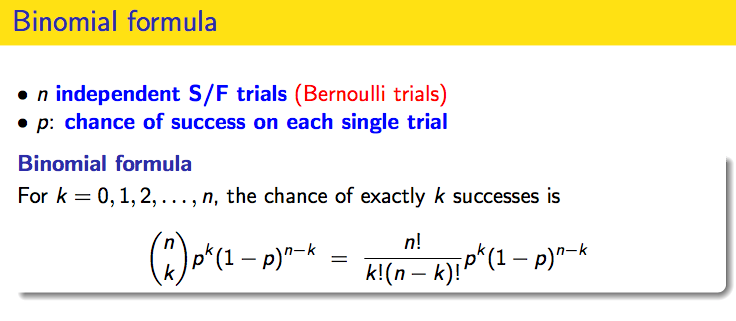 Binomial formula
• n independent S/F trials (Bernoulli trials)
• p: chance of success on each single trial
Binomial formula
For k = 0, 1, 2, . . . , n, the chance of exactly k successes is
$\binom{n}{k} p^k (1 - p)^{n-k} = \frac{n!}{k!(n-k)!} p^k (1 - p)^{n-k}$